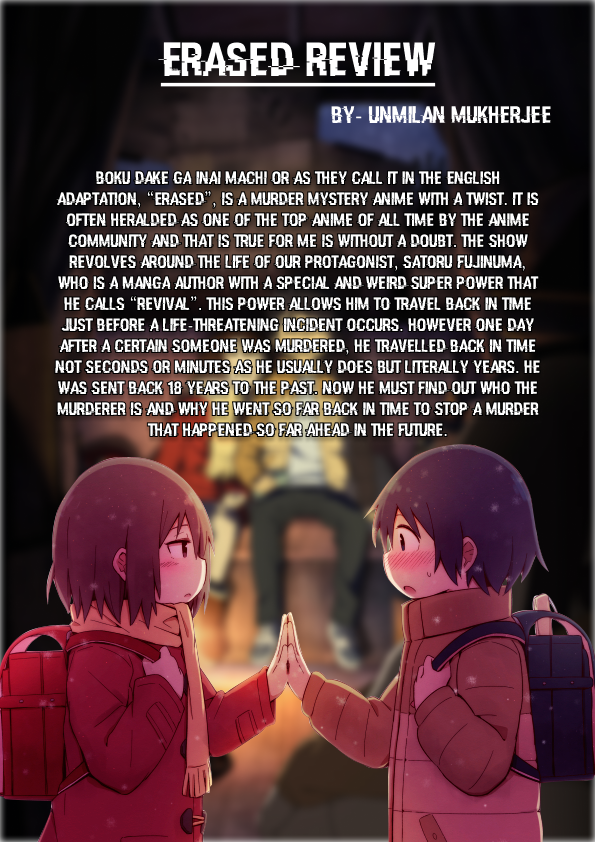 ERASED REVIEW
BY- UNMILAN MUKHERJEE
BOKU DAKE GA INAI MACHI OR AS THEY CALL IT IN THE ENGLISH
ADAPTATION, "ERASED", IS A MURDER MYSTERY ANIME WITH A TWIST. IT IS
OFTEN HERALDED AS ONE OF THE TOP ANIME OF ALL TIME BY THE ANIME
COMMUNITY AND THAT IS TRUE FOR ME IS WITHOUT A DOUBT. THE SHOW
REVOLVES AROUND THE LIFE OF OUR PROTAGONIST, SATORU FUJINUMA,
WHO IS A MANGA AUTHOR WITH A SPECIAL AND WEIRD SUPER POWER THAT
HE CALLS "REVIVAL". THIS POWER ALLOWS HIM TO TRAVEL BACK IN TIME
JUST BEFORE A LIFE-THREATENING INCIDENT OCCURS. HOWEVER ONE DAY
AFTER A CERTAIN SOMEONE WAS MURDERED, HE TRAVELLED BACK IN TIME
NOT SECONDS OR MINUTES AS HE USUALLY DOES BUT LITERALLY YEARS. HE
WAS SENT BACK 18 YEARS TO THE PAST. NOW HE MUST FIND OUT WHO THE
MURDERER IS AND WHY HE WENT SO FAR BACK IN TIME TO STOP A MURDER
THAT HAPPENED SO FAR AHEAD IN THE FUTURE.